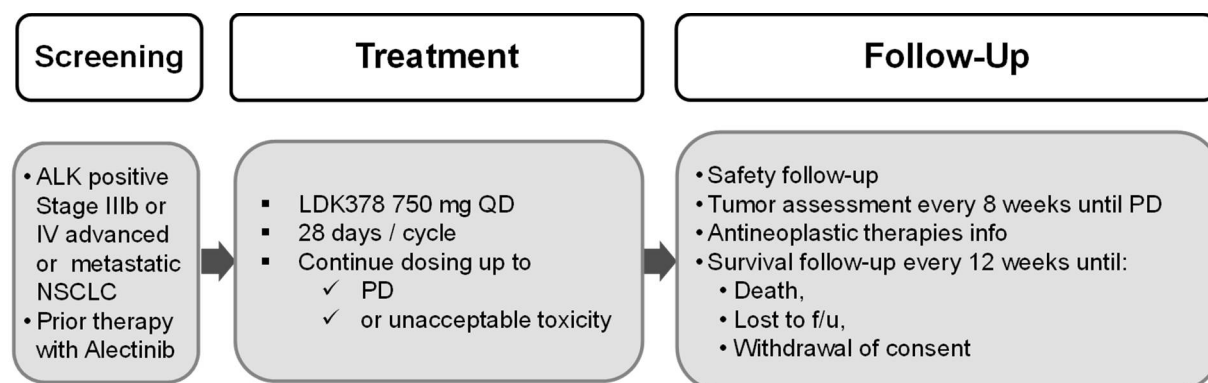 Screening
Treatment
Follow-Up
• ALK positive
Stage IIIb or
IV advanced
or metastatic
NSCLC
• Prior therapy
with Alectinib
▪ LDK378 750 mg QD
▪ 28 days / cycle
▪ Continue dosing up to
✓ PD
✓ or unacceptable toxicity
• Safety follow-up
• Tumor assessment every 8 weeks until PD
• Antineoplastic therapies info
• Survival follow-up every 12 weeks until:
• Death,
• Lost to f/u,
• Withdrawal of consent